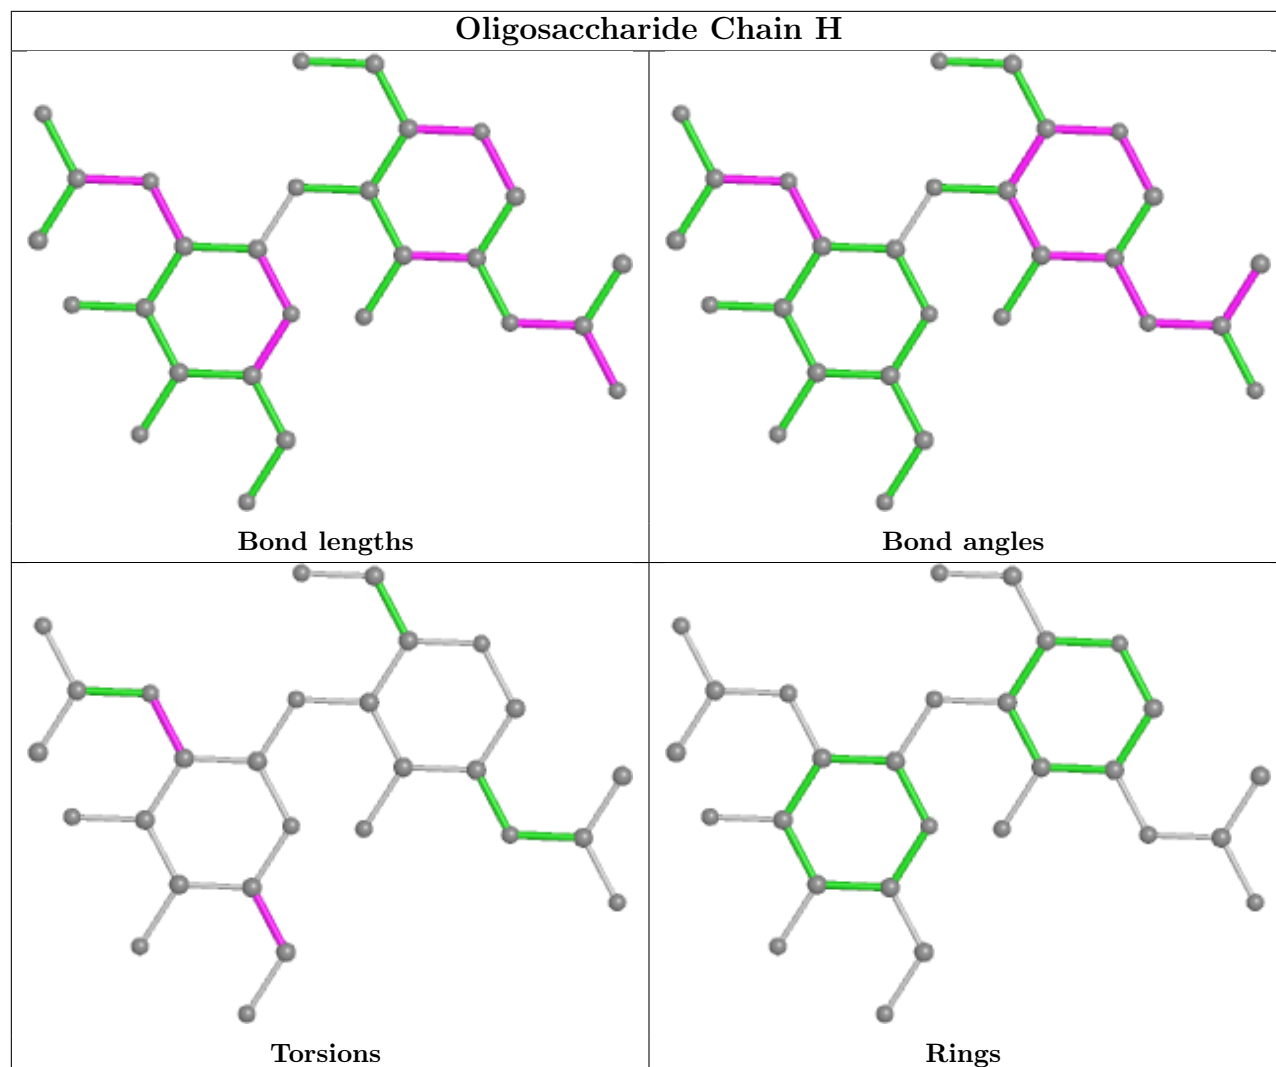 Oligosaccharide Chain H
Bond lengths
Bond angles
Torsions
Rings